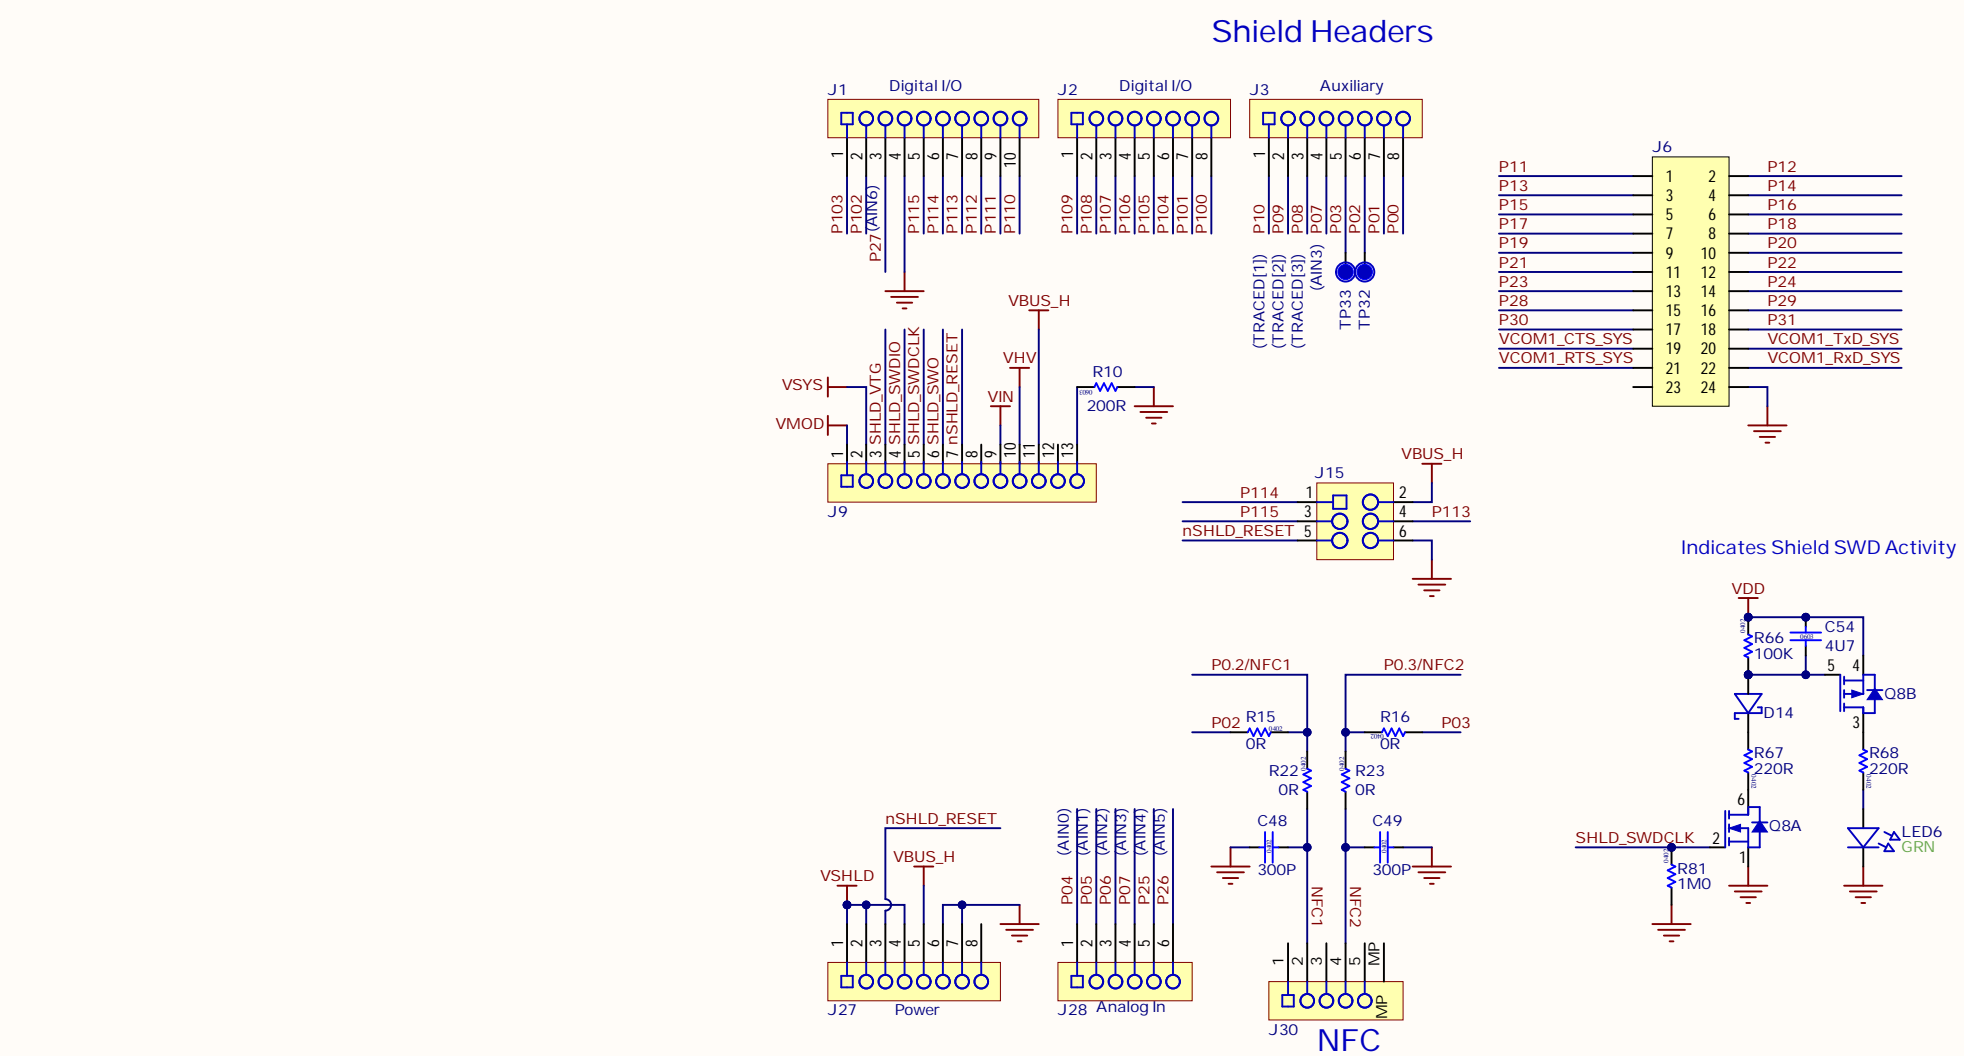 Shield Headers
J1 Digital I/O
1 2 3 4 5 6 7 8 9 10
P103 P102 P27 (AIN6) P115 P114 P113 P112 P111 P110
J2 Digital I/O
1 2 3 4 5 6 7 8
P109 P108 P107 P106 P105 P104 P101 P100
J3 Auxiliary
1 2 3 4 5 6 7 8
P10 P09 P08 P07 P03 P02 P01 P00
(TRACED[1]) (TRACED[2]) (TRACED[3]) (AIN3) TP33 TP32
J6
P11 1 2 P12
P13 3 4 P14
P15 5 6 P16
P17 7 8 P18
P19 9 10 P20
P21 11 12 P22
P23 13 14 P24
P28 15 16 P29
P30 17 18 P31
VCOM1_CTS_SYS 19 20 VCOM1_TxD_SYS
VCOM1_RTS_SYS 21 22 VCOM1_RxD_SYS
23 24
VBUS_H
VHV
VIN
VSYS
VMOD
SHLD_VTG SHLD_SWDIO SHLD_SWDCLK SHLD_SWO nSHLD_RESET
R10
200R
1 2 3 4 5 6 7 8 9 10 11 12 13
J9
VBUS_H
J15
P114 1 2
P115 3 4 P113
nSHLD_RESET 5 6
Indicates Shield SWD Activity
VDD
0402
R66
100K
C54
0603
4U7
5 4
Q8B
3
D14
R67
220R
0402
R68
220R
0402
6
Q8A
SHLD_SWDCLK 2
1
0402
R81
1M0
LED6
GRN
P0.2/NFC1 P0.3/NFC2
P02 R15 0402
0R
R16 P03
0402 0R
R22 0402
0R
0402 R23
0R
C48
0402
300P
C49
0402
300P
NFC1 NFC2
1 2 3 4 5 MP
MP
J30
NFC
nSHLD_RESET
VBUS_H
VSHLD
1 2 3 4 5 6 7 8
J27 Power
(AIN0) (AIN1) (AIN2) (AIN3) (AIN4) (AIN5)
P04 P05 P06 P07 P25 P26
1 2 3 4 5 6
J28 Analog In